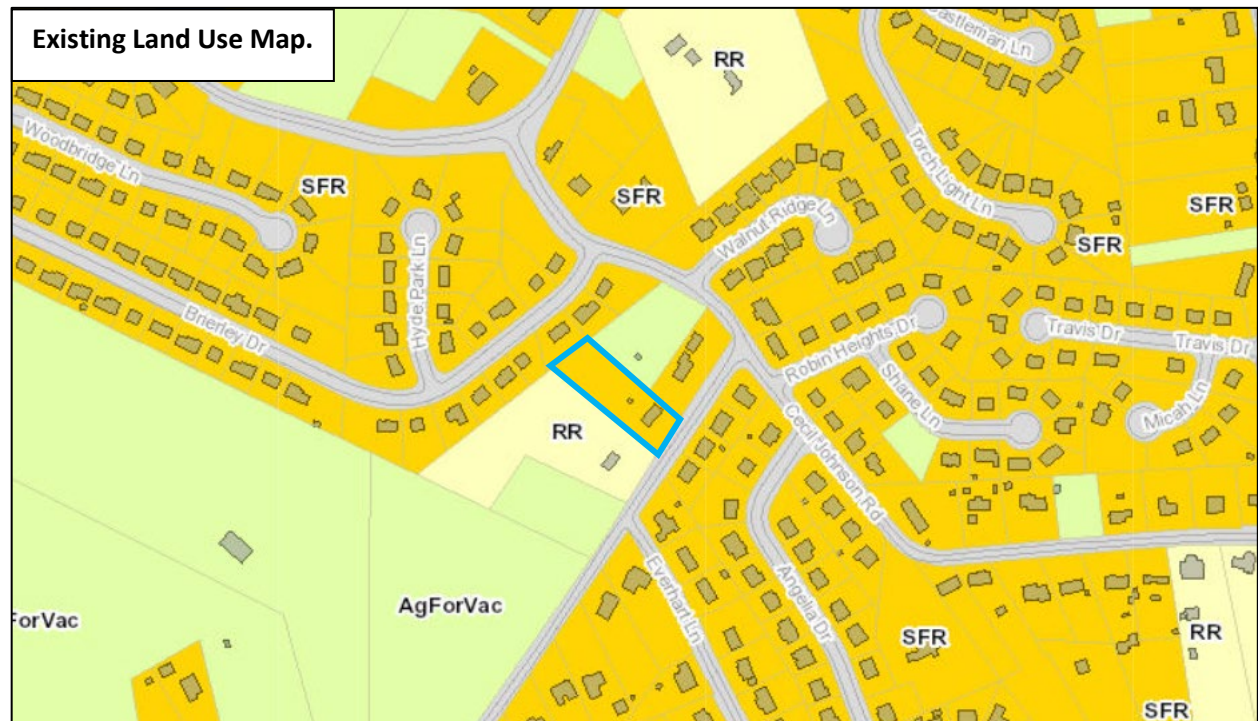 Existing Land Use Map.
RR
astleman Ln
Woodbridge Ln
SFR
Hyde Park Ln
SFR
Walnut Ridge Ln
Torch Light Ln
SFR
SFR
Brierley Dr
Robin Heights Dr
Travis Dr
Travis Dr
Shane Ln
Micah Ln
Cecil Johnson Rd
RR
Everhart Ln
Angelia Dr
ForVac
AgForVac
SFR
RR
SFR